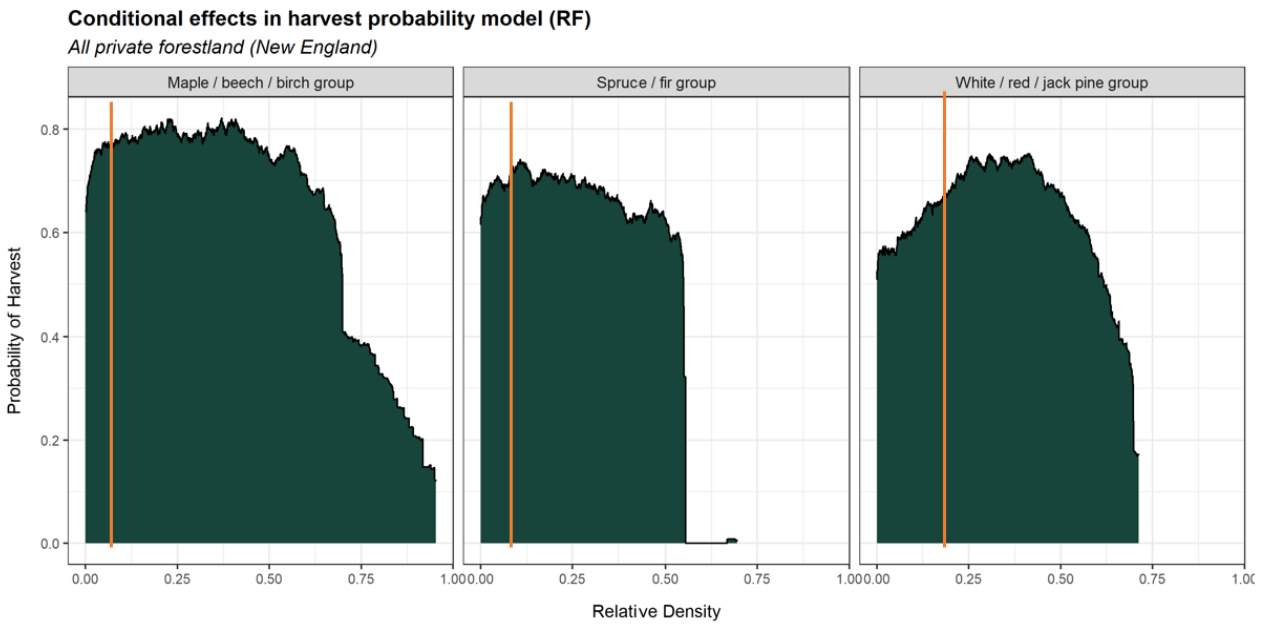 Conditional effects in harvest probability model (RF)
All private forestland (New England)
Maple / beech / birch group
Spruce / fir group
White / red / jack pine group
Probability of Harvest
0.8
0.6
0.4
0.2
0.0
0.00 0.25 0.50 0.75 1.00
0.00 0.25 0.50 0.75 1.00
0.00 0.25 0.50 0.75 1.00
Relative Density